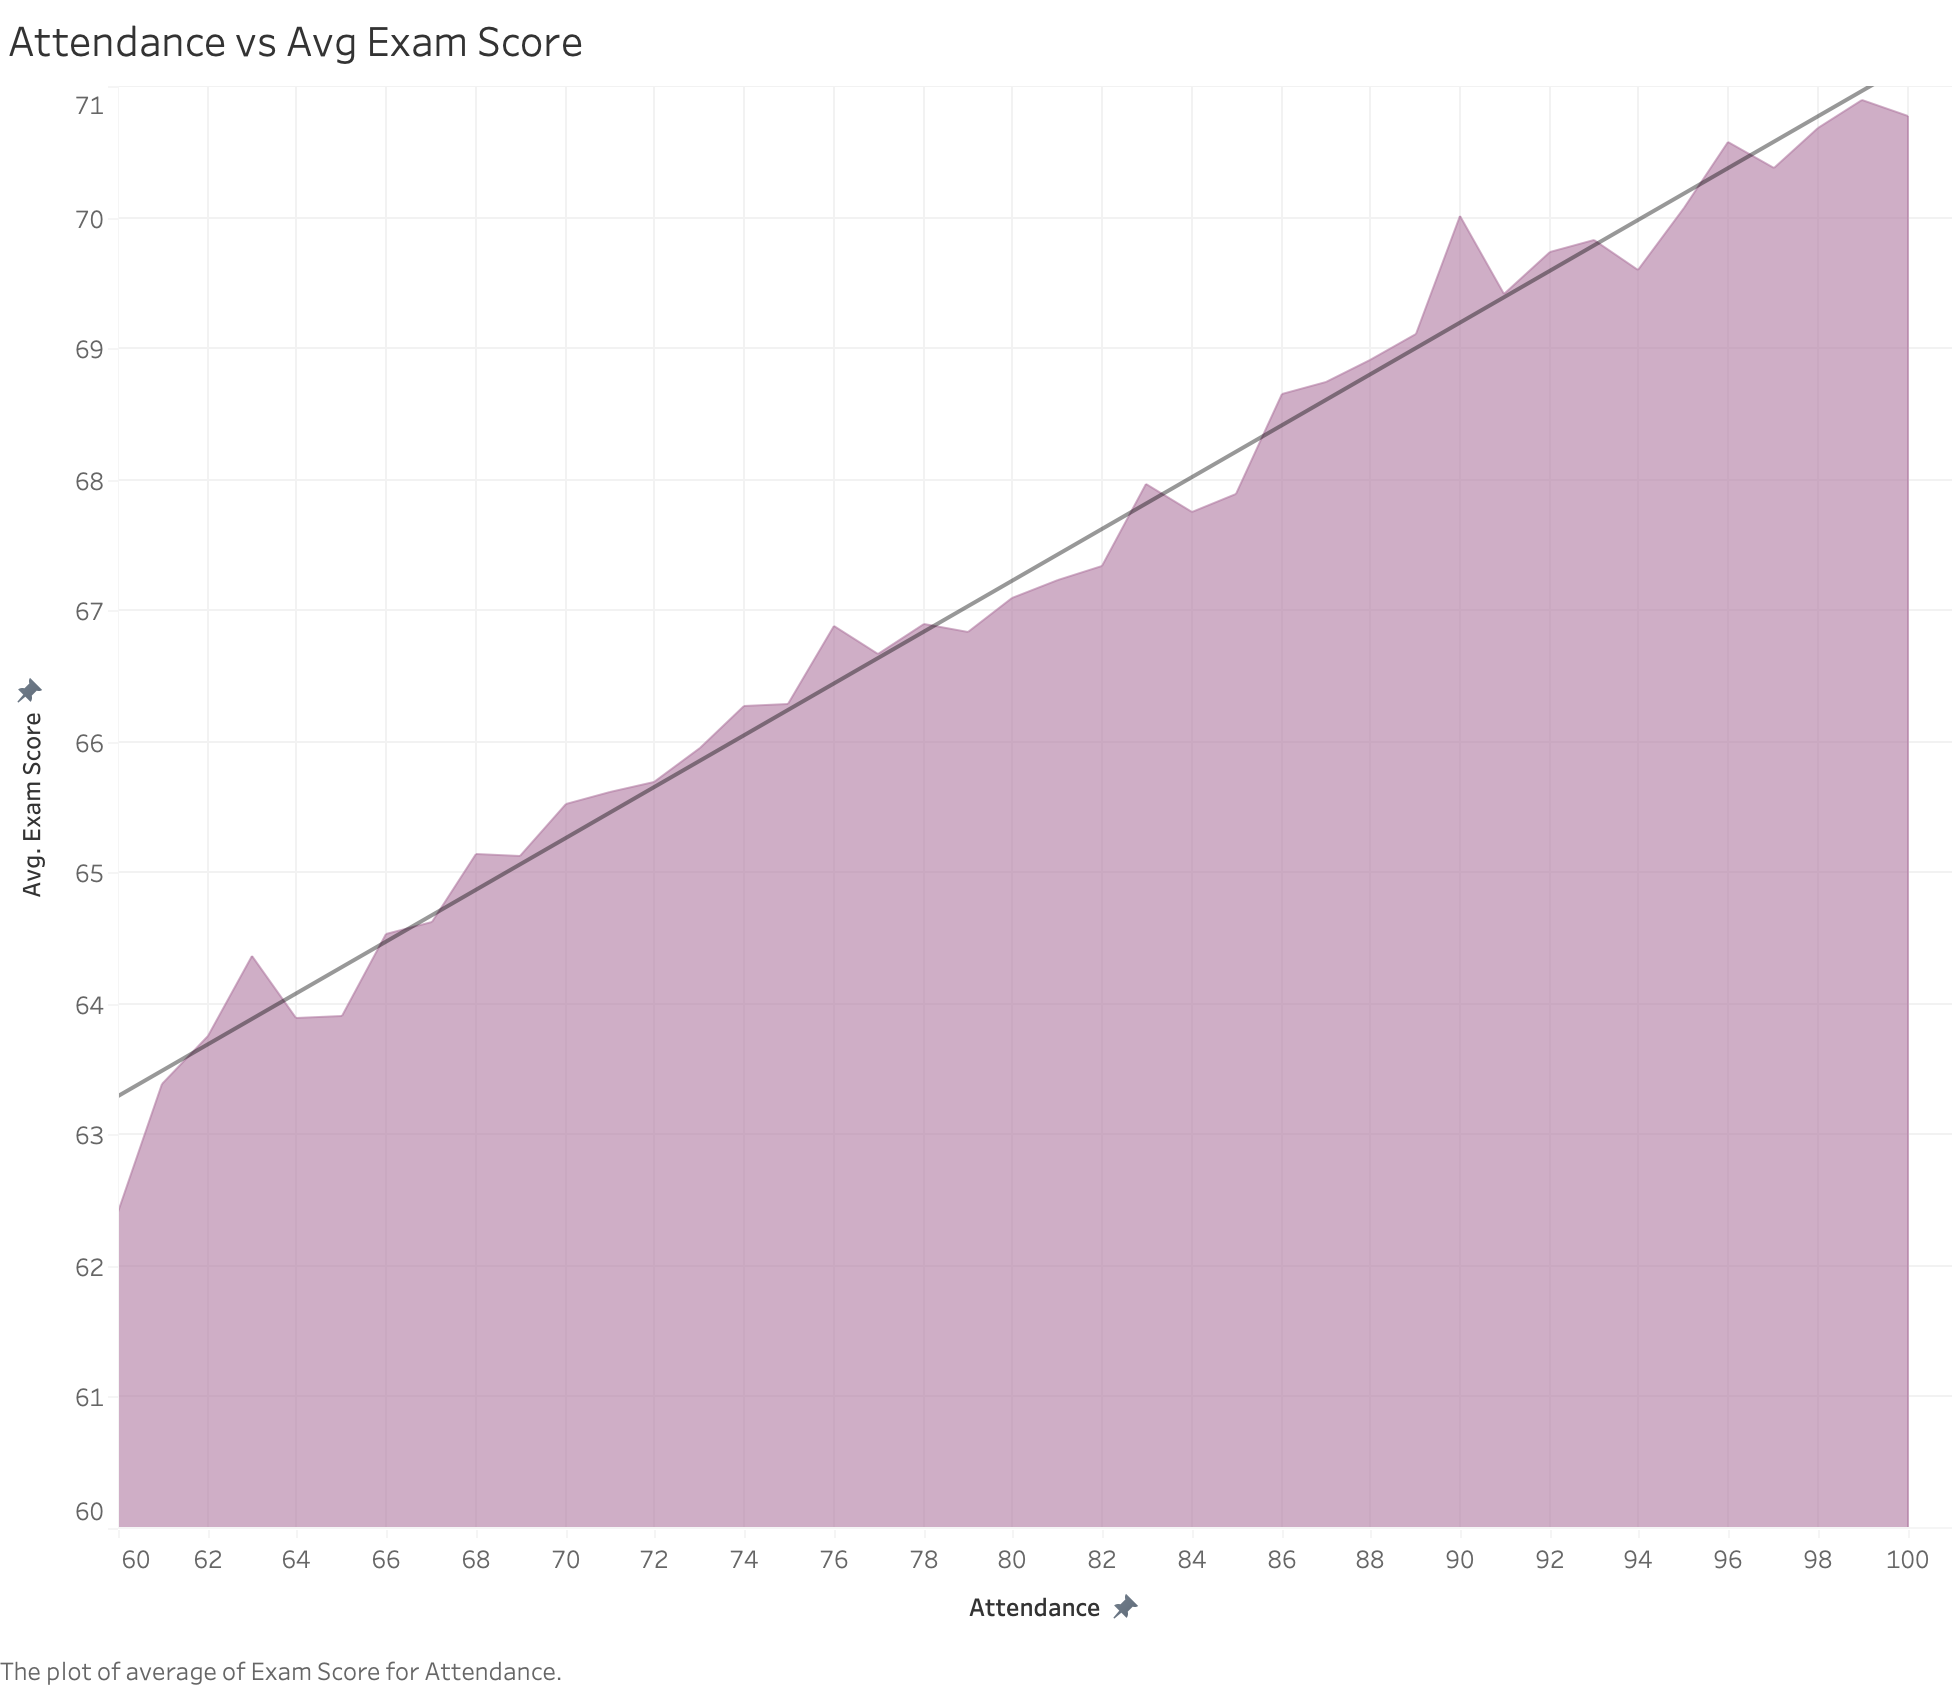 Attendance vs Avg Exam Score
71
70
69
68
67
66
65
64
63
62
61
60
Avg. Exam Score
60 62 64 66 68 70 72 74 76 78 80 82 84 86 88 90 92 94 96 98 100
Attendance
The plot of average of Exam Score for Attendance.